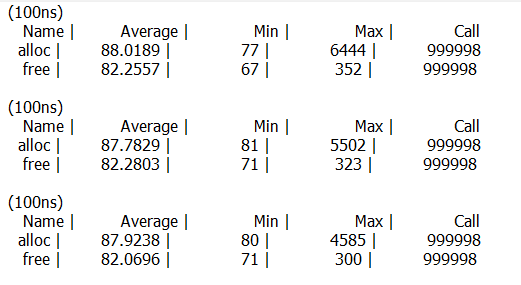 (100ns)
Name | Average | Min | Max | Call
alloc | 88.0189 | 77 | 6444 | 999998
free | 82.2557 | 67 | 352 | 999998
(100ns)
Name | Average | Min | Max | Call
alloc | 87.7829 | 81 | 5502 | 999998
free | 82.2803 | 71 | 323 | 999998
(100ns)
Name | Average | Min | Max | Call
alloc | 87.9238 | 80 | 4585 | 999998
free | 82.0696 | 71 | 300 | 999998